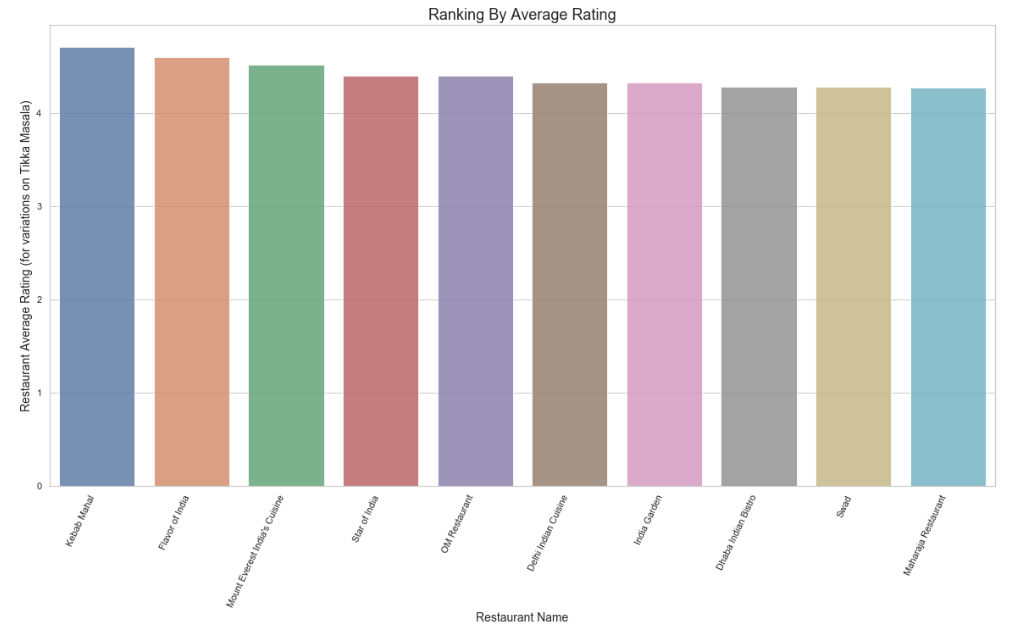 Ranking By Average Rating
Restaurant Average Rating (for variations on Tikka Masala)
4
3
2
1
0
Kebab Mahal
Flavor of India
Mount Everest India's Cuisine
Star of India
OM Restaurant
Delhi Indian Cuisine
India Garden
Dhaba Indian Bistro
Swad
Maharaja Restaurant
Restaurant Name